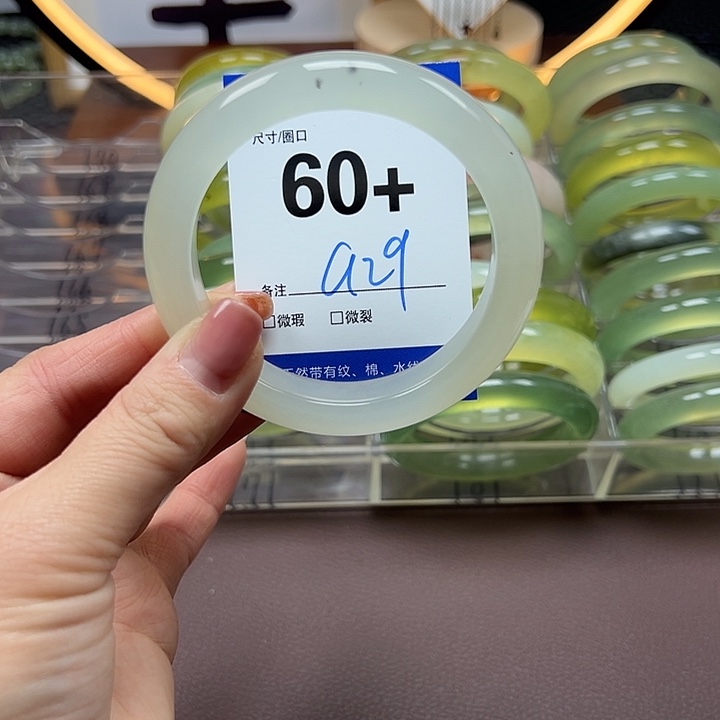 尺寸/圈口
60+
备注 a29
□微瑕 □微裂
天然带有纹、棉、水线